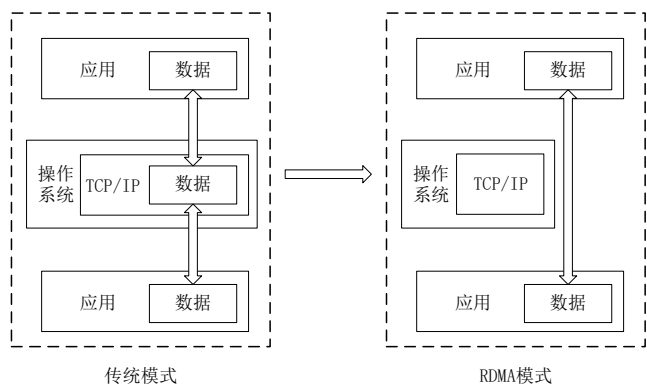 应用 数据
操作系统 TCP/IP 数据
应用 数据
传统模式
应用 数据
操作系统 TCP/IP
应用 数据
RDMA模式